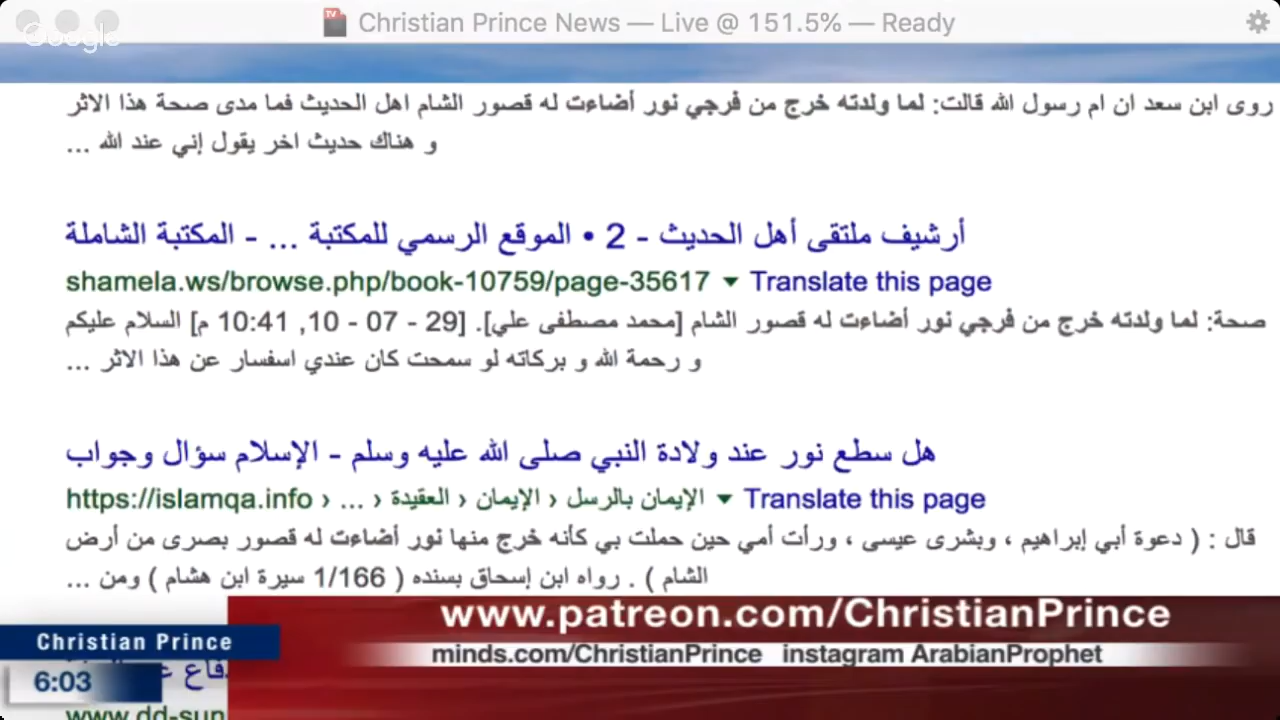 Christian Prince News — Live @ 151.5% — Ready
Google
روى ابن سعد ان ام رسول الله قالت: لما ولدته خرج من فرجي نور أضاءت له قصور الشام اهل الحديث فما مدى صحة هذا الاثر
و هناك حديث اخر يقول إني عند الله ...
أرشيف ملتقى أهل الحديث - 2 • الموقع الرسمي للمكتبة ... - المكتبة الشاملة
shamela.ws/browse.php/book-10759/page-35617 ▼ Translate this page
صحة: لما ولدته خرج من فرجي نور أضاءت له قصور الشام [محمد مصطفى علي]. [29 - 07 - 10, 10:41 م] السلام عليكم
و رحمة الله و بركاته لو سمحت كان عندي اسفسار عن هذا الاثر ...
هل سطع نور عند ولادة النبي صلى الله عليه وسلم - الإسلام سؤال وجواب
https://islamqa.info › ... › العقيدة › الإيمان › الإيمان بالرسل ▼ Translate this page
قال : ( دعوة أبي إبراهيم ، وبشرى عيسى ، ورأت أمي حين حملت بي كأنه خرج منها نور أضاءت له قصور بصرى من أرض
الشام ) . رواه ابن إسحاق بسنده ( 1/166 سيرة ابن هشام ) ومن ...
www.patreon.com/ChristianPrince
Christian Prince
minds.com/ChristianPrince instagram ArabianProphet
6:03
www.dd-sun